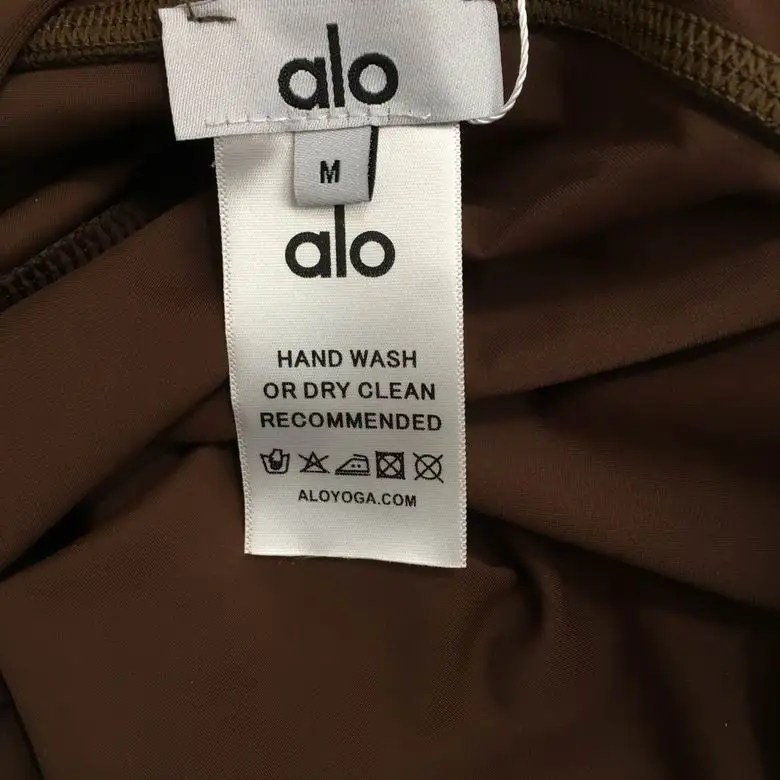 alo
M
alo
HAND WASH
OR DRY CLEAN
RECOMMENDED
ALOYOGA.COM